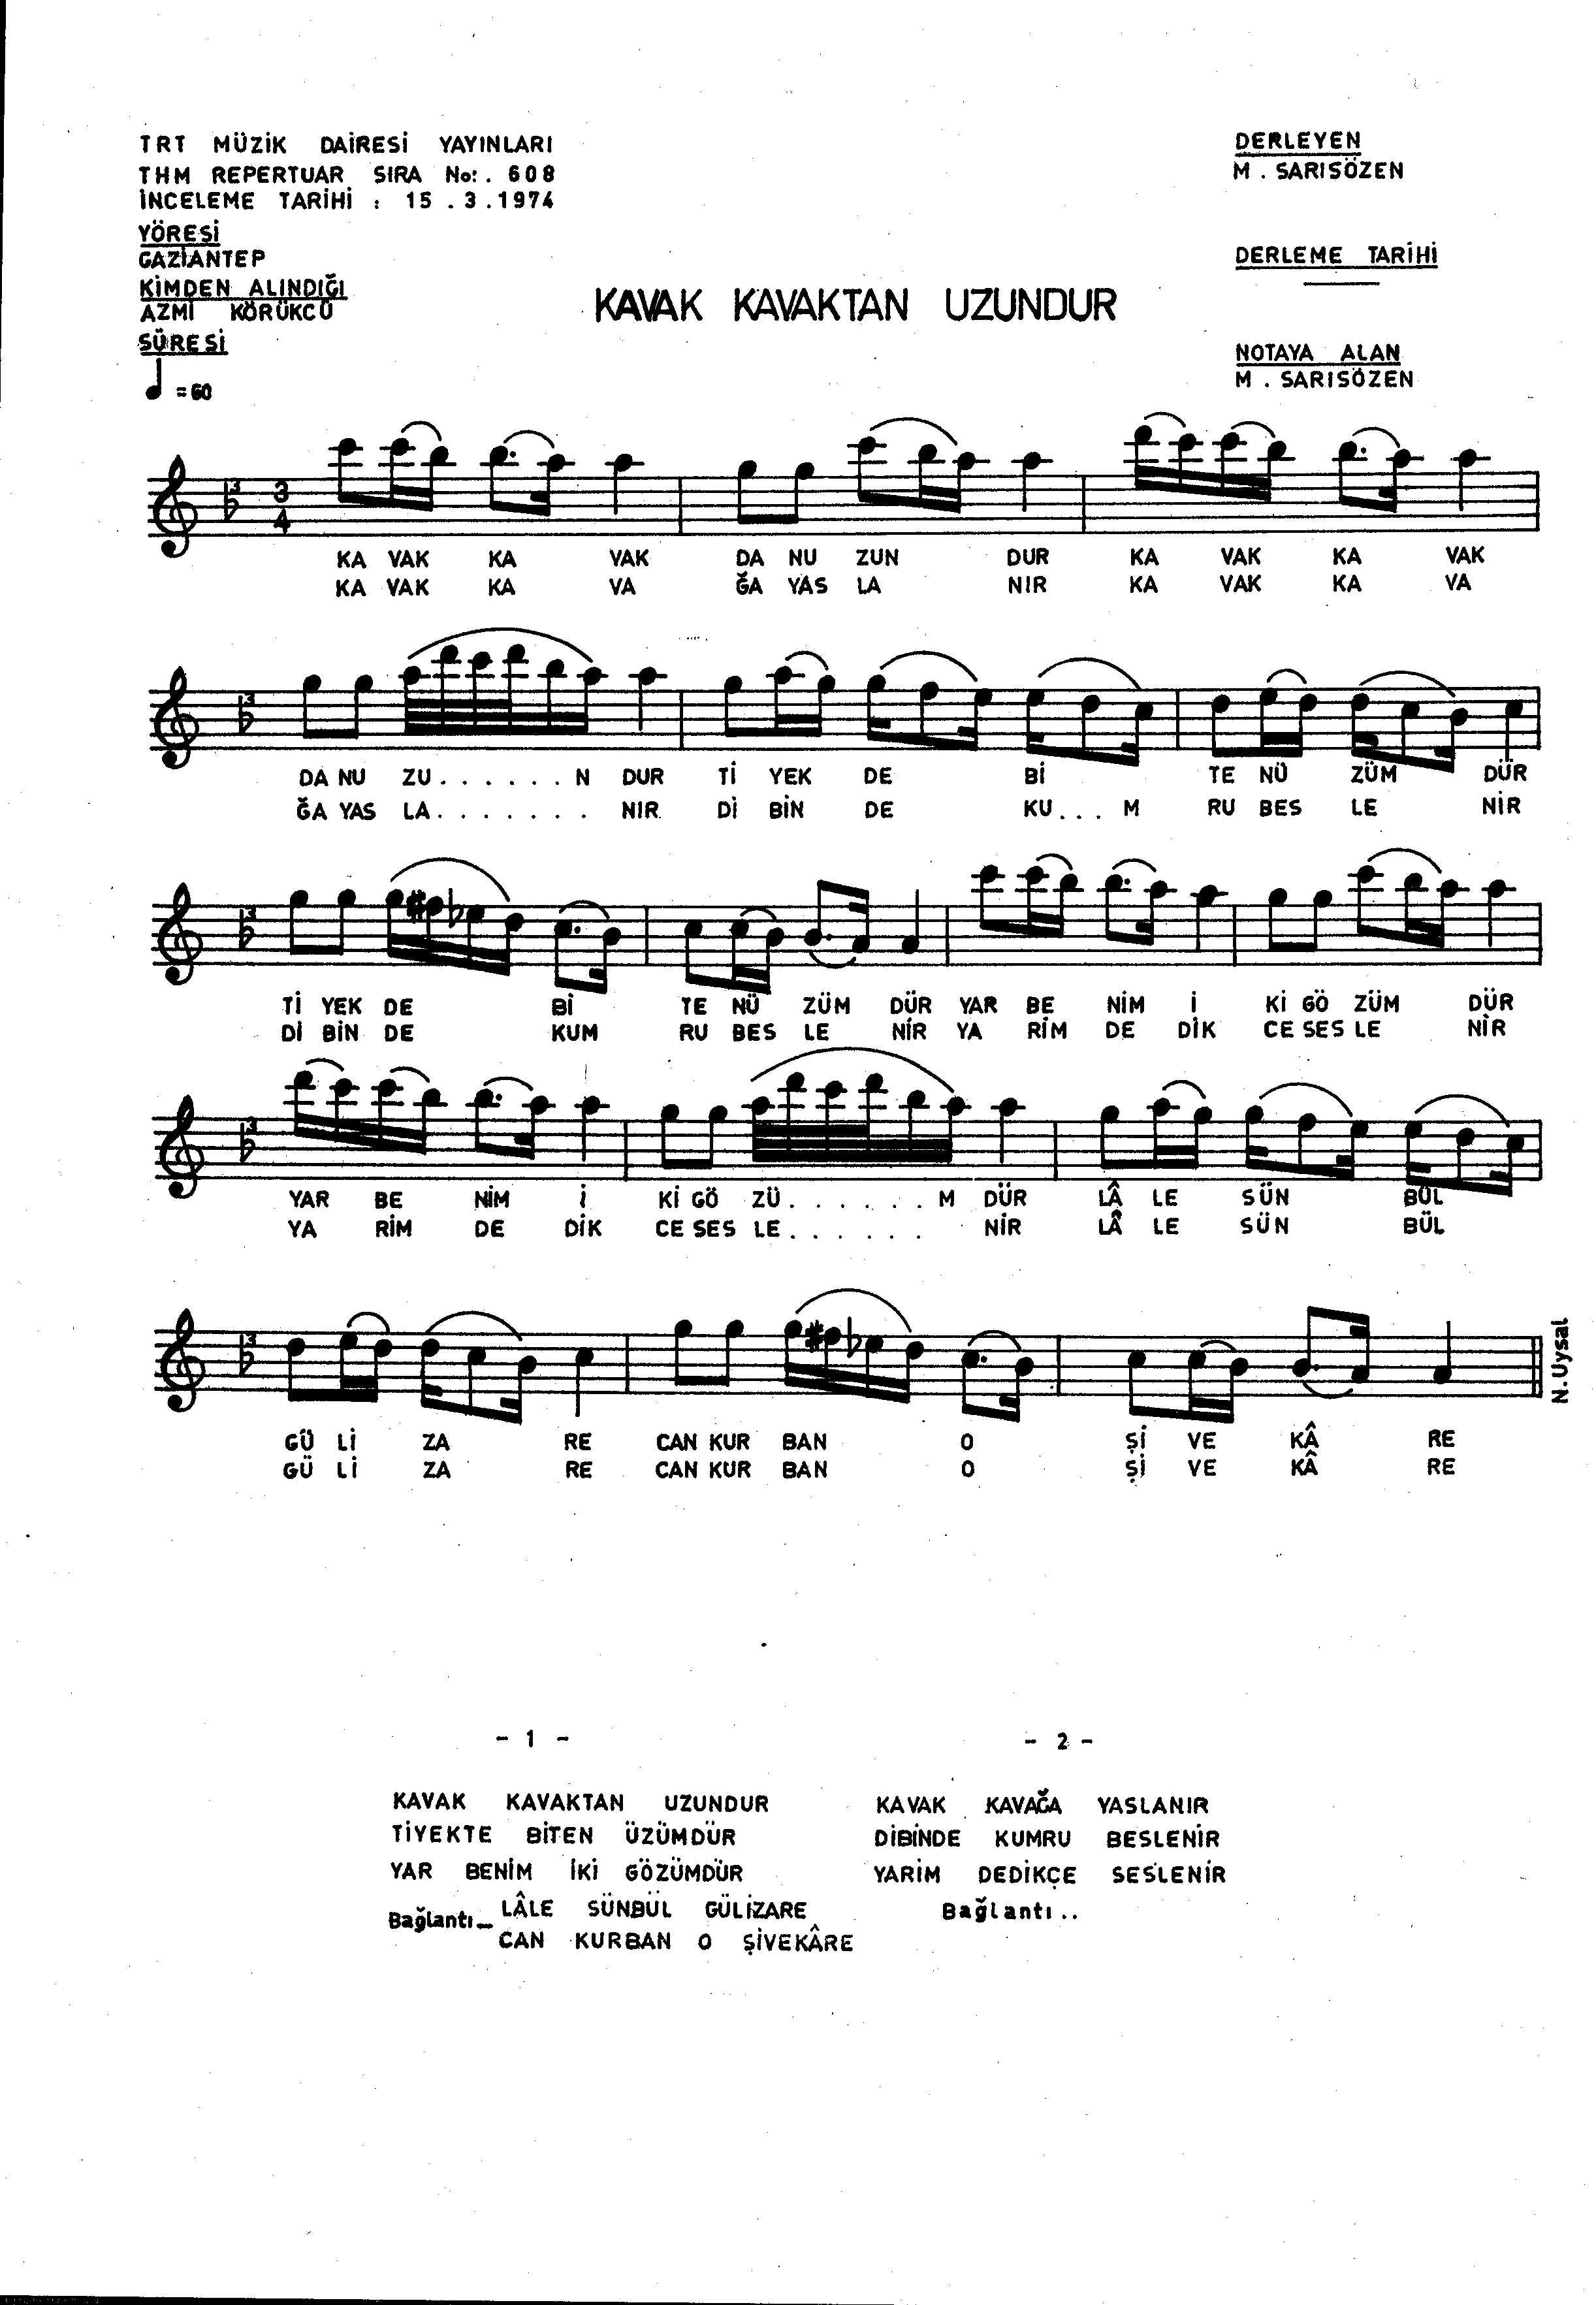 TRT MÜZİK DAİRESİ YAYINLARI
THM REPERTUAR SIRA No: . 608
İNCELEME TARİHİ : 15 . 3 . 1974
YÖRESİ
GAZİANTEP
KİMDEN ALINDIĞI
AZMİ KÖRÜKCÜ
SÜRESİ
= 60
DERLEYEN
M . SARISÖZEN
DERLEME TARİHİ
KAVAK KAVAKTAN UZUNDUR
NOTAYA ALAN
M . SARISÖZEN
3
3
4
KA VAK KA VAK DA NU ZUN DUR KA VAK KA VAK
KA VAK KA VA ĞA YAS LA NIR KA VAK KA VA
3
DA NU ZU . . . . . . N DUR Tİ YEK DE Bİ TE NÜ ZÜM DÜR
ĞA YAS LA . . . . . . . NIR Dİ BİN DE KU . . . M RU BES LE NİR
3
Tİ YEK DE Bİ TE NÜ ZÜM DÜR YAR BE NİM İ Kİ GÖ ZÜM DÜR
Dİ BİN DE KUM RU BES LE NİR YA RİM DE DİK CE SES LE NİR
3
YAR BE NİM İ Kİ GÖ ZÜ . . . . . . M DÜR LÂ LE SÜN BÜL
YA RİM DE DİK CE SES LE . . . . . . NİR LÂ LE SÜN BÜL
3
GÜ Lİ ZA RE CAN KUR BAN O Şİ VE KÂ RE
GÜ Lİ ZA RE CAN KUR BAN O Şİ VE KÂ RE
N. Uysal
- 1 -
KAVAK KAVAKTAN UZUNDUR
TİYEKTE BİTEN ÜZÜMDÜR
YAR BENİM İKİ GÖZÜMDÜR
Bağlantı_ LÂLE SÜNBÜL GÜLİZARE
CAN KURBAN O ŞİVEKÂRE
- 2 -
KAVAK KAVAĞA YASLANIR
DİBİNDE KUMRU BESLENİR
YARİM DEDİKÇE SESLENİR
Bağlantı . .